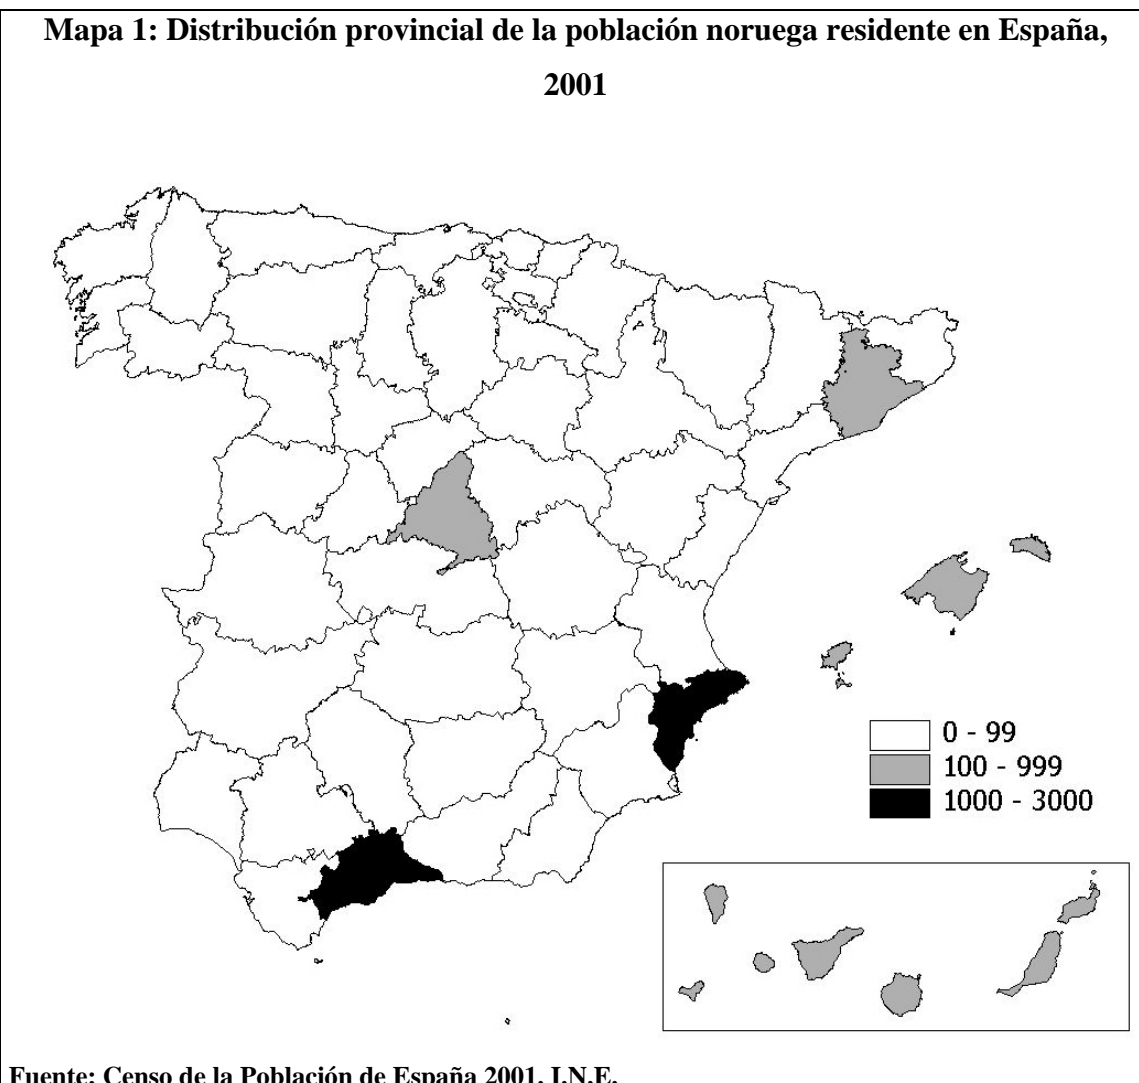 Mapa 1: Distribución provincial de la población noruega residente en España,
2001
0 - 99
100 - 999
1000 - 3000
Fuente: Censo de la Población de España 2001. I.N.E.